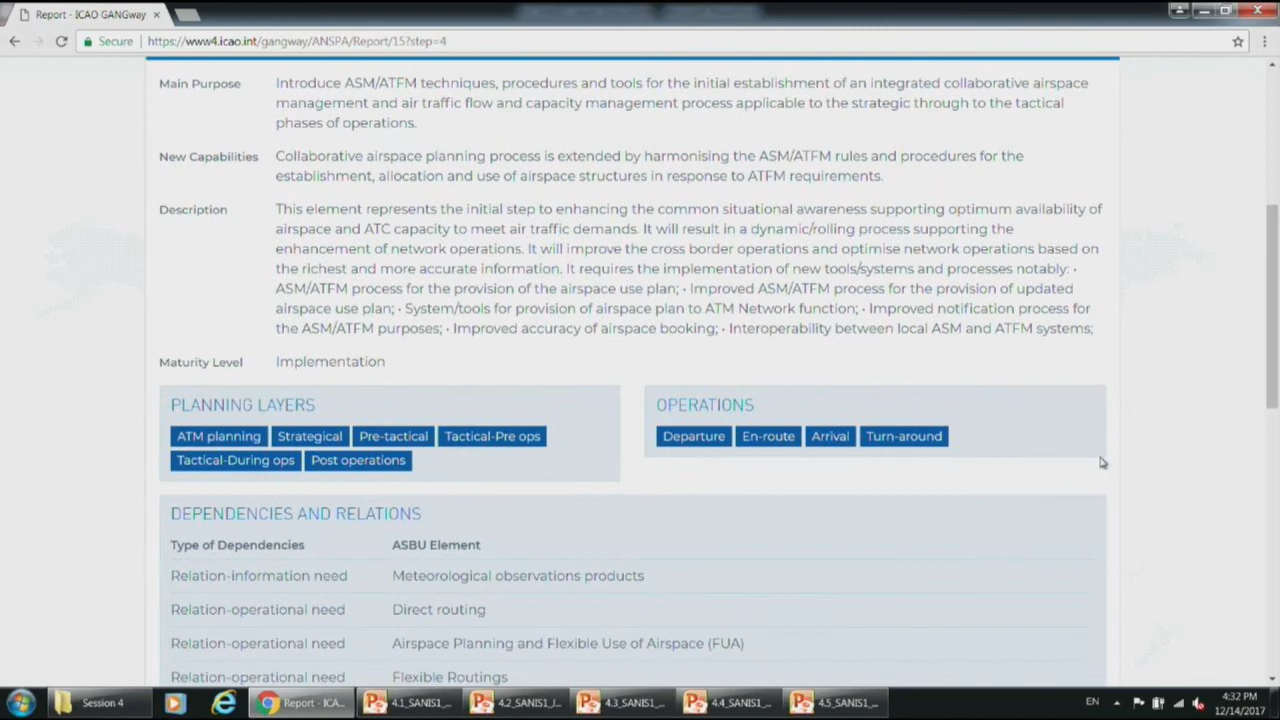 Report - ICAO GANGway
Secure
https://www4.icao.int/gangway/ANSPA/Report/15?step=4
Main Purpose
Introduce ASM/ATFM techniques, procedures and tools for the initial establishment of an integrated collaborative airspace
management and air traffic flow and capacity management process applicable to the strategic through to the tactical
phases of operations.
New Capabilities
Collaborative airspace planning process is extended by harmonising the ASM/ATFM rules and procedures for the
establishment, allocation and use of airspace structures in response to ATFM requirements.
Description
This element represents the initial step to enhancing the common situational awareness supporting optimum availability of
airspace and ATC capacity to meet air traffic demands. It will result in a dynamic/rolling process supporting the
enhancement of network operations. It will improve the cross border operations and optimise network operations based on
the richest and more accurate information. It requires the implementation of new tools/systems and processes notably: •
ASM/ATFM process for the provision of the airspace use plan; • Improved ASM/ATFM process for the provision of updated
airspace use plan; • System/tools for provision of airspace plan to ATM Network function; • Improved notification process for
the ASM/ATFM purposes; • Improved accuracy of airspace booking; • Interoperability between local ASM and ATFM systems;
Maturity Level
Implementation
PLANNING LAYERS
ATM planning Strategical Pre-tactical Tactical-Pre ops
Tactical-During ops Post operations
OPERATIONS
Departure En-route Arrival Turn-around
DEPENDENCIES AND RELATIONS
Type of Dependencies ASBU Element
Relation-information need Meteorological observations products
Relation-operational need Direct routing
Relation-operational need Airspace Planning and Flexible Use of Airspace (FUA)
Relation-operational need Flexible Routings
Session 4
Report - ICA...
4.1_SANIS1_...
4.2_SANIS1_I...
4.3_SANIS1_...
4.4_SANIS1_...
4.5_SANIS1_...
EN
4:32 PM
12/14/2017